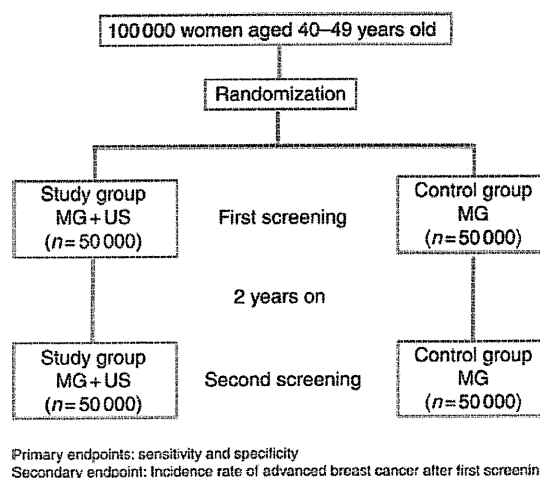 100 000 women aged 40–49 years old
Randomization
Study group
MG + US
(n = 50 000)
First screening
Control group
MG
(n = 50 000)
2 years on
Study group
MG + US
(n = 50 000)
Second screening
Control group
MG
(n = 50 000)
Primary endpoints: sensitivity and specificity
Secondary endpoint: Incidence rate of advanced breast cancer after first screenin